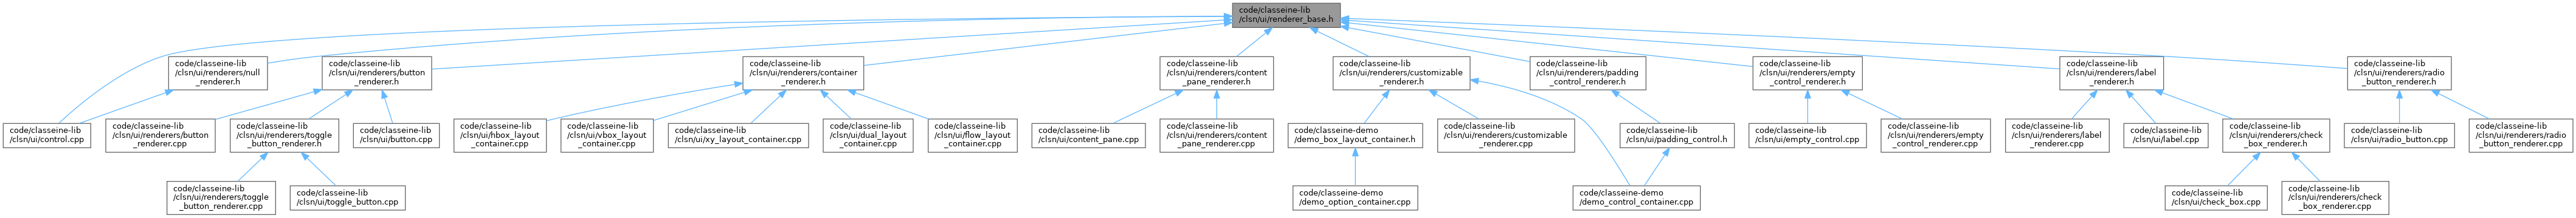 code/classeine-lib
/clsn/ui/renderer_base.h
code/classeine-lib
/clsn/ui/renderers/null
_renderer.h
code/classeine-lib
/clsn/ui/renderers/button
_renderer.h
code/classeine-lib
/clsn/ui/renderers/container
_renderer.h
code/classeine-lib
/clsn/ui/renderers/content
_pane_renderer.h
code/classeine-lib
/clsn/ui/renderers/customizable
_renderer.h
code/classeine-lib
/clsn/ui/renderers/padding
_control_renderer.h
code/classeine-lib
/clsn/ui/renderers/empty
_control_renderer.h
code/classeine-lib
/clsn/ui/renderers/label
_renderer.h
code/classeine-lib
/clsn/ui/renderers/radio
_button_renderer.h
code/classeine-lib
/clsn/ui/control.cpp
code/classeine-lib
/clsn/ui/renderers/button
_renderer.cpp
code/classeine-lib
/clsn/ui/renderers/toggle
_button_renderer.h
code/classeine-lib
/clsn/ui/button.cpp
code/classeine-lib
/clsn/ui/hbox_layout
_container.cpp
code/classeine-lib
/clsn/ui/vbox_layout
_container.cpp
code/classeine-lib
/clsn/ui/xy_layout_container.cpp
code/classeine-lib
/clsn/ui/dual_layout
_container.cpp
code/classeine-lib
/clsn/ui/flow_layout
_container.cpp
code/classeine-lib
/clsn/ui/content_pane.cpp
code/classeine-lib
/clsn/ui/renderers/content
_pane_renderer.cpp
code/classeine-demo
/demo_box_layout_container.h
code/classeine-lib
/clsn/ui/renderers/customizable
_renderer.cpp
code/classeine-lib
/clsn/ui/padding_control.h
code/classeine-lib
/clsn/ui/empty_control.cpp
code/classeine-lib
/clsn/ui/renderers/empty
_control_renderer.cpp
code/classeine-lib
/clsn/ui/renderers/label
_renderer.cpp
code/classeine-lib
/clsn/ui/label.cpp
code/classeine-lib
/clsn/ui/renderers/check
_box_renderer.h
code/classeine-lib
/clsn/ui/radio_button.cpp
code/classeine-lib
/clsn/ui/renderers/radio
_button_renderer.cpp
code/classeine-lib
/clsn/ui/renderers/toggle
_button_renderer.cpp
code/classeine-lib
/clsn/ui/toggle_button.cpp
code/classeine-demo
/demo_option_container.cpp
code/classeine-demo
/demo_control_container.cpp
code/classeine-lib
/clsn/ui/check_box.cpp
code/classeine-lib
/clsn/ui/renderers/check
_box_renderer.cpp